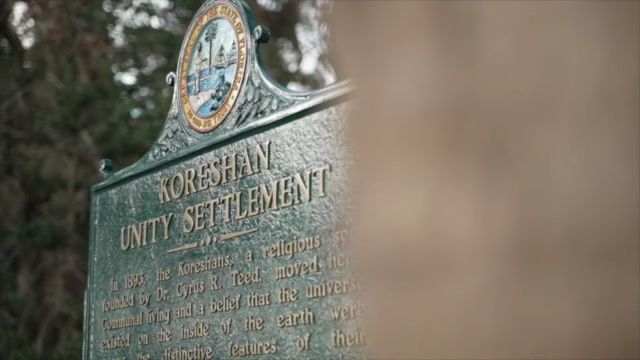 KORESHAN
UNITY SETTLEMENT
In 1893, the Koreshans, a religious
founded by Dr. Cyrus R. Teed, moved
Communal living and a belief that the universe
existed on the inside of the earth were
the distinctive features of their